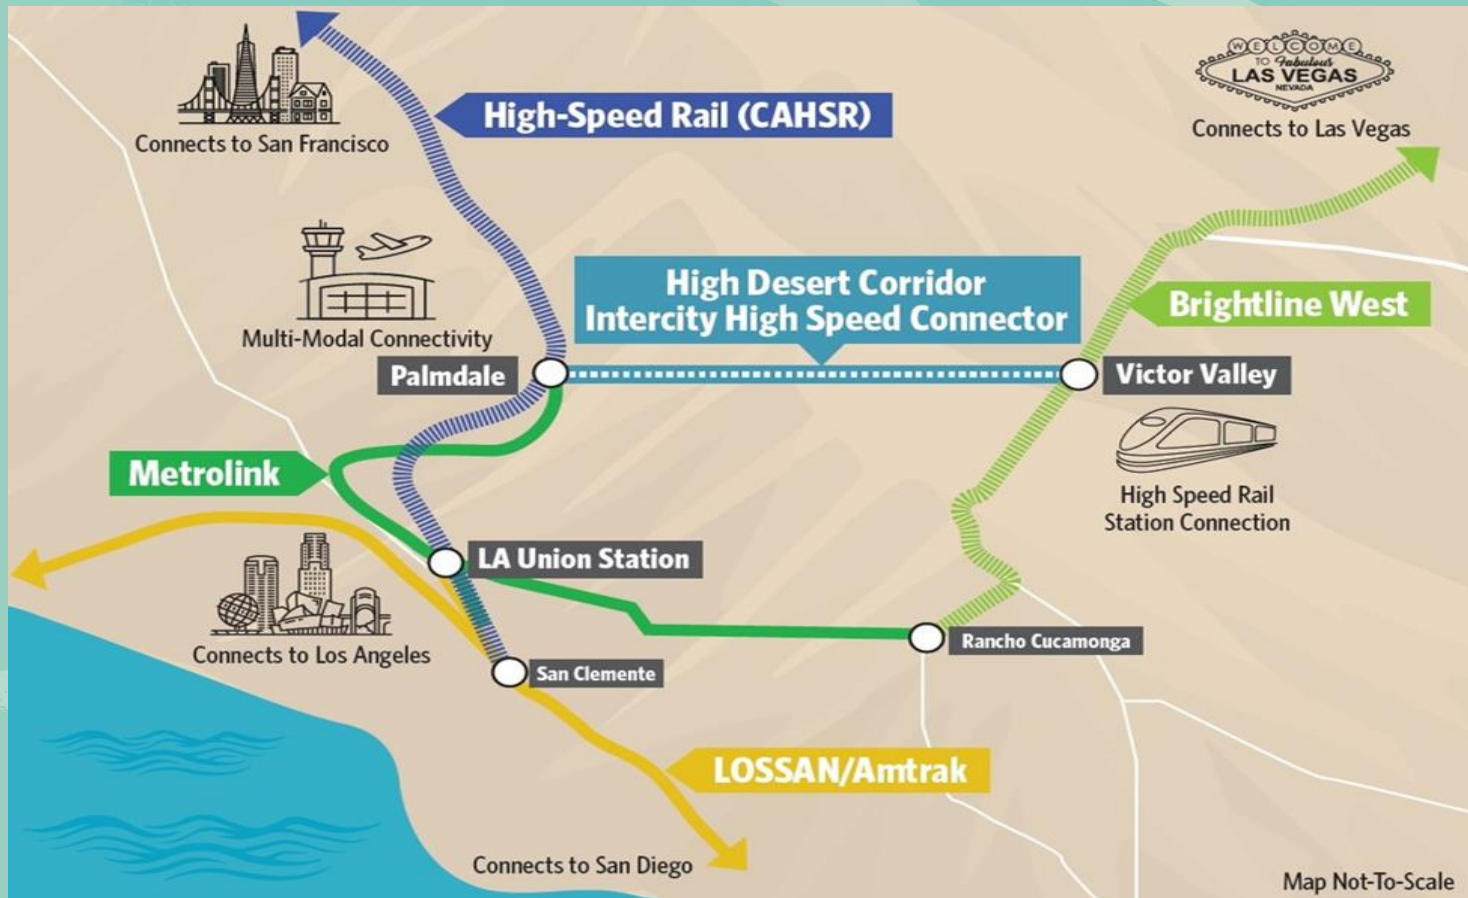 WELCOME
TO Fabulous
LAS VEGAS
NEVADA
Connects to Las Vegas
High-Speed Rail (CAHSR)
Connects to San Francisco
High Desert Corridor
Intercity High Speed Connector
Brightline West
Multi-Modal Connectivity
Palmdale
Victor Valley
Metrolink
High Speed Rail
Station Connection
LA Union Station
Connects to Los Angeles
Rancho Cucamonga
San Clemente
LOSSAN/Amtrak
Connects to San Diego
Map Not-To-Scale